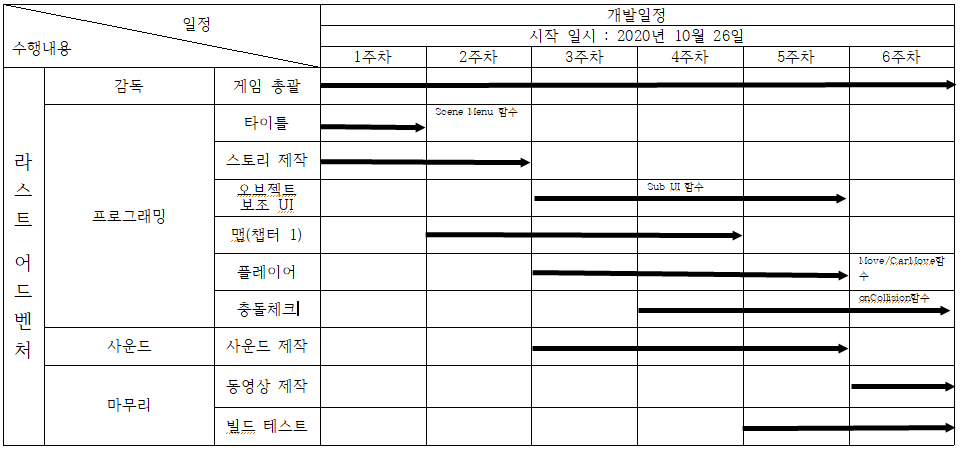 일정
수행내용
개발일정
시작 일시 : 2020년 10월 26일
1주차 2주차 3주차 4주차 5주차 6주차
라스트 어드벤처
감독 게임 총괄
프로그래밍
타이틀 Scene Menu 함수
스토리 제작
오브젝트
보조 UI
Sub UI 함수
맵(챕터 1)
플레이어
Move/CarMove함
수
충돌체크 onCollision함수
사운드 사운드 제작
마무리
동영상 제작
빌드 테스트